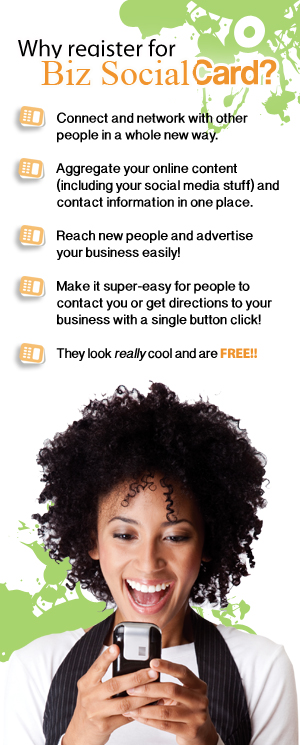 Why register for
Biz Social Card?
Connect and network with other
people in a whole new way.
Aggregate your online content
(including your social media stuff) and
contact information in one place.
Reach new people and advertise
your business easily!
Make it super-easy for people to
contact you or get directions to your
business with a single button click!
They look really cool and are FREE!!